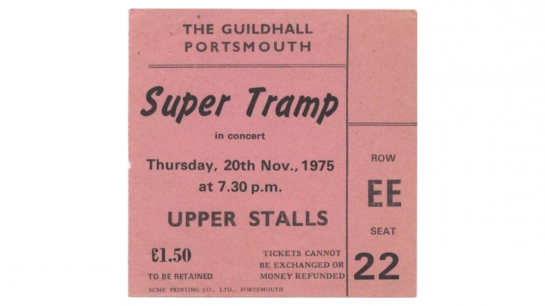 THE GUILDHALL
PORTSMOUTH
Super Tramp
in concert
Thursday, 20th Nov., 1975
at 7.30 p.m.
UPPER STALLS
£1.50
TO BE RETAINED
TICKETS CANNOT
BE EXCHANGED OR
MONEY REFUNDED
ACME PRINTING CO., LTD., PORTSMOUTH
ROW
EE
SEAT
22